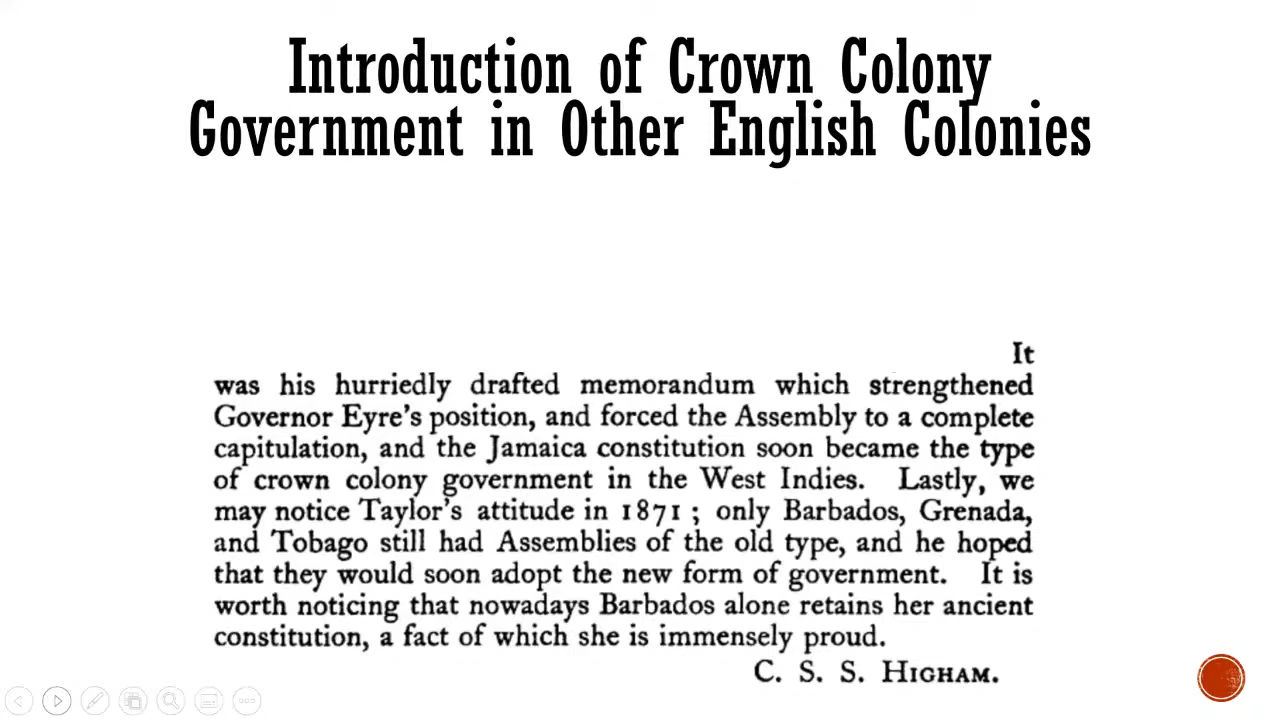 Introduction of Crown Colony
Government in Other English Colonies
It
was his hurriedly drafted memorandum which strengthened
Governor Eyre's position, and forced the Assembly to a complete
capitulation, and the Jamaica constitution soon became the type
of crown colony government in the West Indies. Lastly, we
may notice Taylor's attitude in 1871 ; only Barbados, Grenada,
and Tobago still had Assemblies of the old type, and he hoped
that they would soon adopt the new form of government. It is
worth noticing that nowadays Barbados alone retains her ancient
constitution, a fact of which she is immensely proud.
C. S. S. HIGHAM.